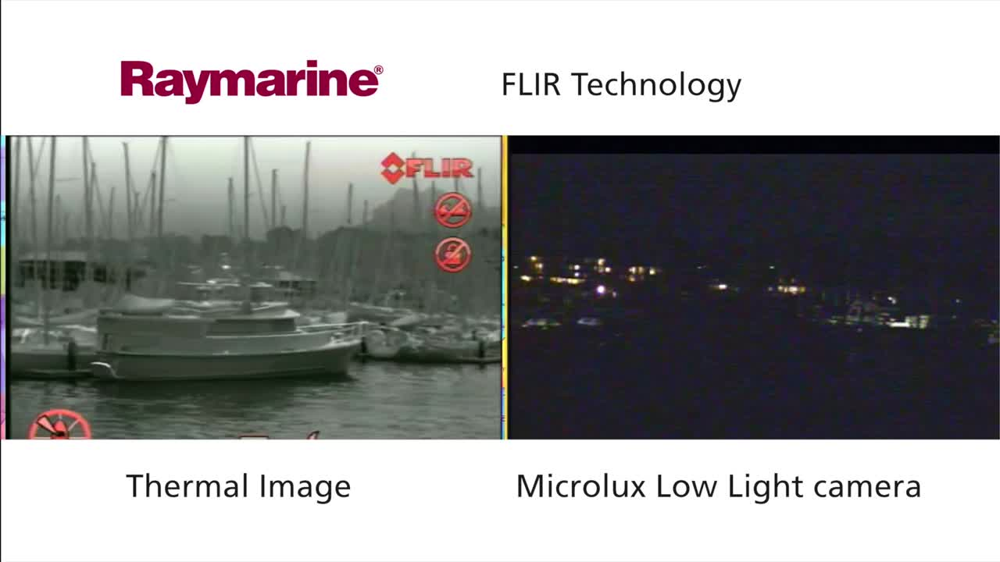 Raymarine®
FLIR Technology
FLIR
Thermal Image
Microlux Low Light camera